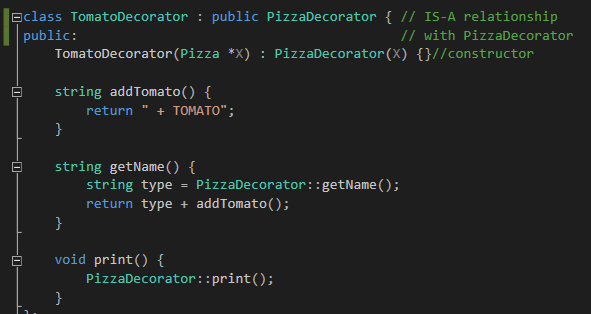 class TomatoDecorator : public PizzaDecorator { // IS-A relationship
public: // with PizzaDecorator
TomatoDecorator(Pizza *X) : PizzaDecorator(X) {}//constructor
string addTomato() {
return " + TOMATO";
}
string getName() {
string type = PizzaDecorator::getName();
return type + addTomato();
}
void print() {
PizzaDecorator::print();
}
};